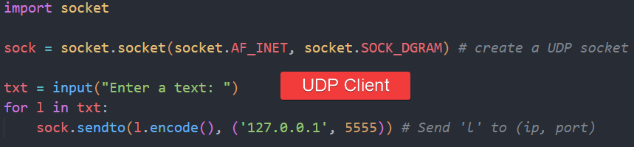 import socket
sock = socket.socket(socket.AF_INET, socket.SOCK_DGRAM) # create a UDP socket
txt = input("Enter a text: ")
UDP Client
for l in txt:
    sock.sendto(l.encode(), ('127.0.0.1', 5555)) # Send 'L' to (ip, port)